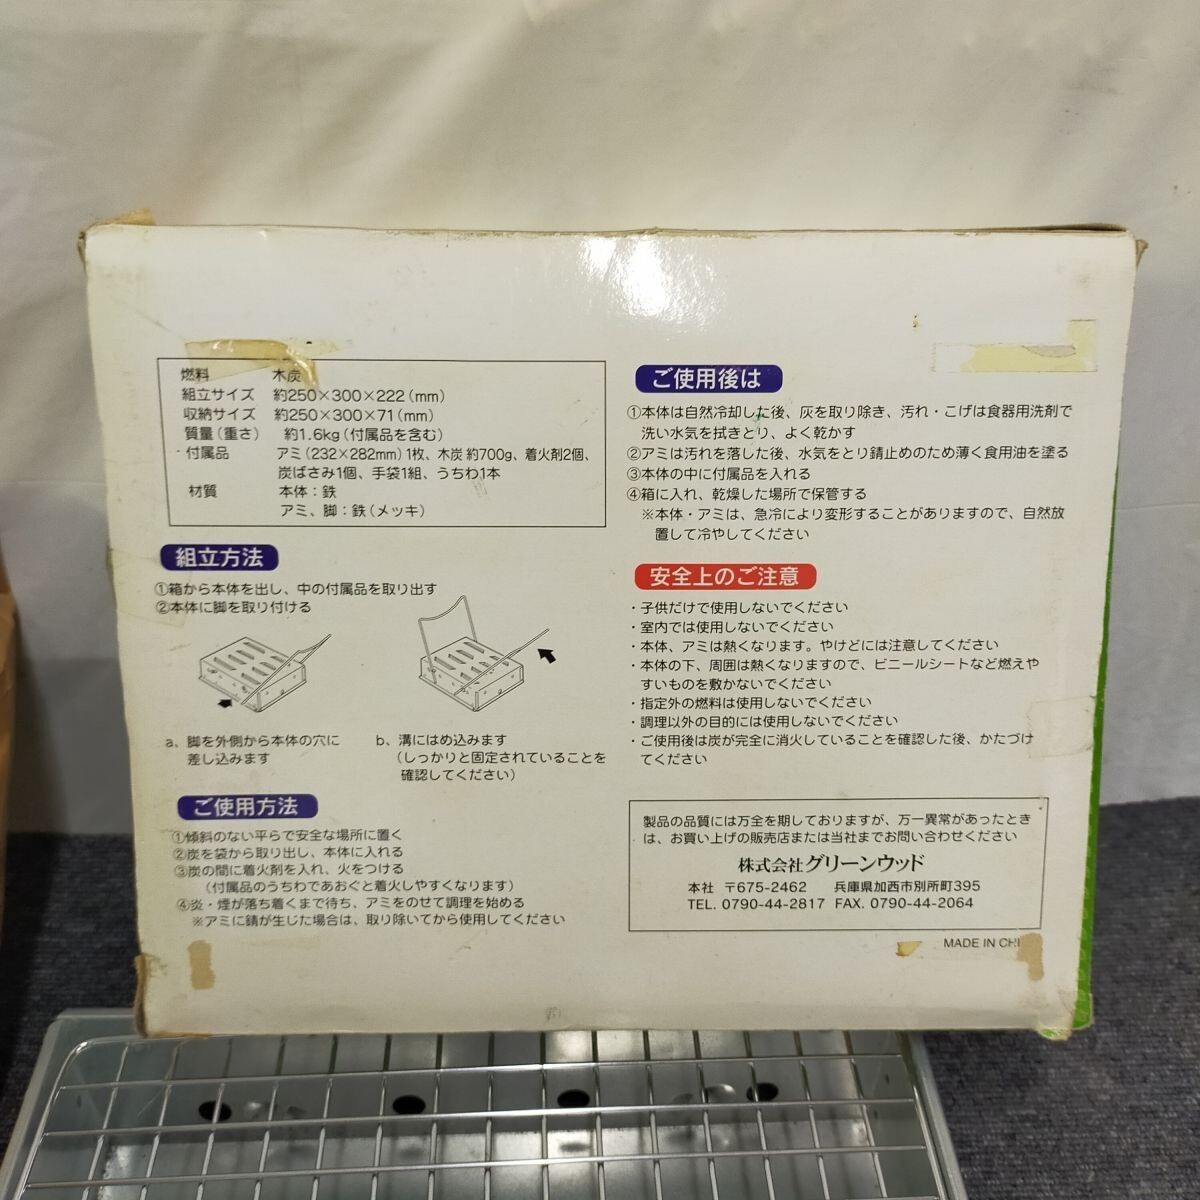 燃料 木炭
組立サイズ 約250×300×222(mm)
収納サイズ 約250×300×71(mm)
質量(重さ) 約1.6kg(付属品を含む)
付属品 アミ(232×282mm)1枚、木炭 約700g、着火剤2個、
炭ばさみ1個、手袋1組、うちわ1本
材質 本体:鉄
アミ、脚:鉄(メッキ)
組立方法
①箱から本体を出し、中の付属品を取り出す
②本体に脚を取り付ける
a、脚を外側から本体の穴に
差し込みます
b、溝にはめ込みます
(しっかりと固定されていることを
確認してください)
ご使用方法
①傾斜のない平らで安全な場所に置く
②炭を袋から取り出し、本体に入れる
③炭の間に着火剤を入れ、火をつける
(付属品のうちわであおぐと着火しやすくなります)
④炎・煙が落ち着くまで待ち、アミをのせて調理を始める
※アミに錆が生じた場合は、取り除いてから使用してください
ご使用後は
①本体は自然冷却した後、灰を取り除き、汚れ・こげは食器用洗剤で
洗い水気を拭きとり、よく乾かす
②アミは汚れを落した後、水気をとり錆止めのため薄く食用油を塗る
③本体の中に付属品を入れる
④箱に入れ、乾燥した場所で保管する
※本体・アミは、急冷により変形することがありますので、自然放
置して冷やしてください
安全上のご注意
・子供だけで使用しないでください
・室内では使用しないでください
・本体、アミは熱くなります。やけどには注意してください
・本体の下、周囲は熱くなりますので、ビニールシートなど燃えや
すいものを敷かないでください
・指定外の燃料は使用しないでください
・調理以外の目的には使用しないでください
・ご使用後は炭が完全に消火していることを確認した後、かたづけ
てください
製品の品質には万全を期しておりますが、万一異常があったとき
は、お買い上げの販売店または当社までお問い合わせください
株式会社グリーンウッド
本社 〒675-2462 兵庫県加西市別所町395
TEL. 0790-44-2817 FAX. 0790-44-2064
MADE IN CHI